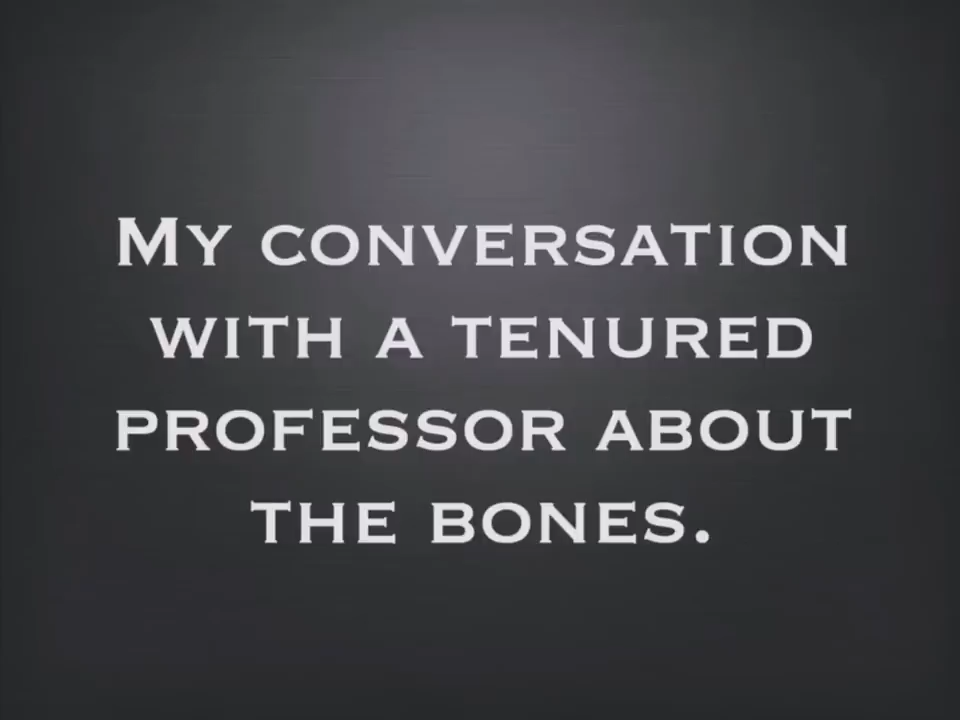 My conversation
with a tenured
professor about
the bones.